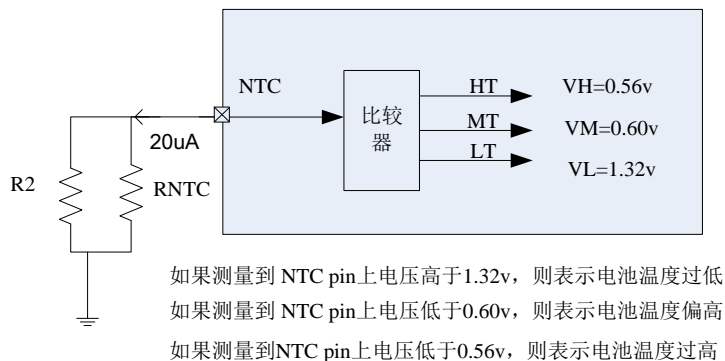 NTC
HT
VH=0.56v
比较
器
MT
VM=0.60v
LT
VL=1.32v
20uA
R2
RNTC
如果测量到 NTC pin上电压高于1.32v，则表示电池温度过低
如果测量到 NTC pin上电压低于0.60v，则表示电池温度偏高
如果测量到NTC pin上电压低于0.56v，则表示电池温度过高